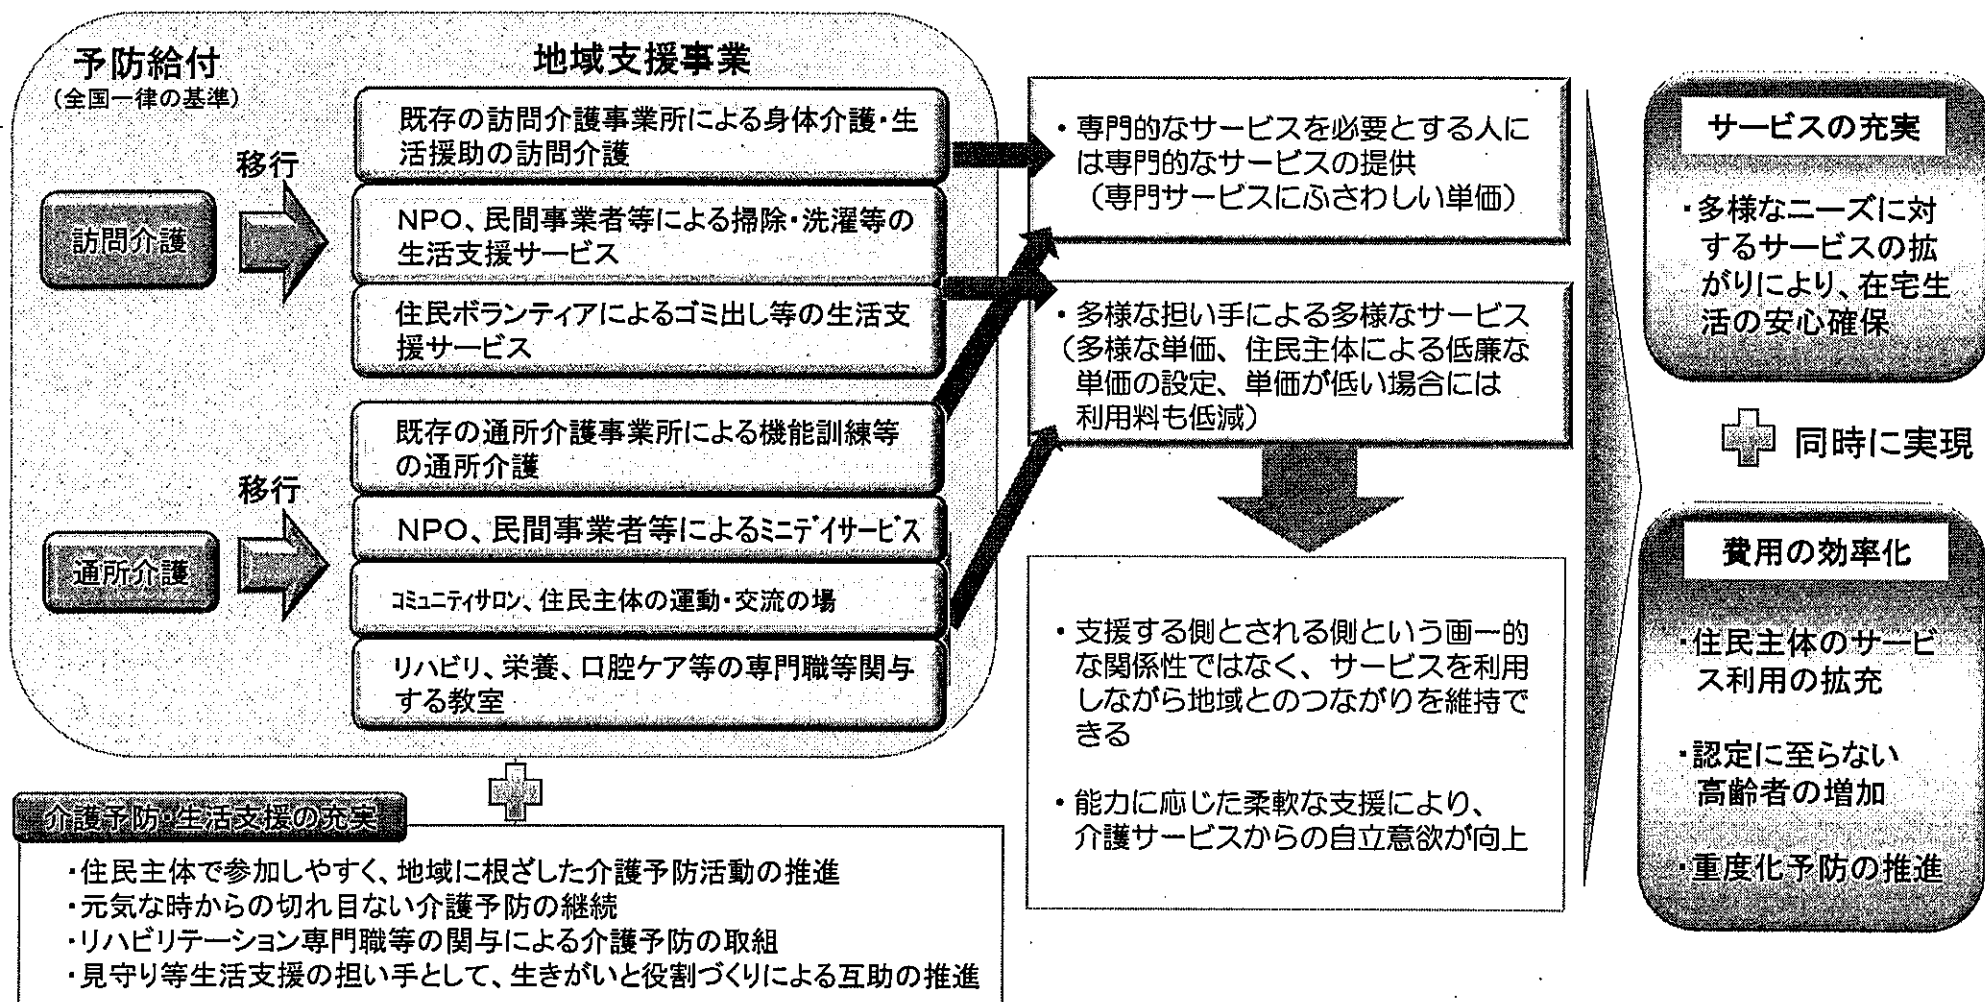 予防給付
(全国一律の基準)
地域支援事業
移行
訪問介護
既存の訪問介護事業所による身体介護・生
活援助の訪問介護
NPO、民間事業者等による掃除・洗濯等の
生活支援サービス
住民ボランティアによるゴミ出し等の生活支
援サービス
移行
通所介護
既存の通所介護事業所による機能訓練等
の通所介護
NPO、民間事業者等によるミニデイサービス
コミュニティサロン、住民主体の運動・交流の場
リハビリ、栄養、口腔ケア等の専門職等関与
する教室
介護予防・生活支援の充実
・住民主体で参加しやすく、地域に根ざした介護予防活動の推進
・元気な時からの切れ目ない介護予防の継続
・リハビリテーション専門職等の関与による介護予防の取組
・見守り等生活支援の担い手として、生きがいと役割づくりによる互助の推進
・専門的なサービスを必要とする人に
は専門的なサービスの提供
(専門サービスにふさわしい単価)
・多様な担い手による多様なサービス
(多様な単価、住民主体による低廉な
単価の設定、単価が低い場合には
利用料も低減)
・支援する側とされる側という画一的
な関係性ではなく、サービスを利用
しながら地域とのつながりを維持で
きる
・能力に応じた柔軟な支援により、
介護サービスからの自立意欲が向上
サービスの充実
・多様なニーズに対
するサービスの拡
がりにより、在宅生
活の安心確保
同時に実現
費用の効率化
・住民主体のサービ
ス利用の拡充
・認定に至らない
高齢者の増加
・重度化予防の推進